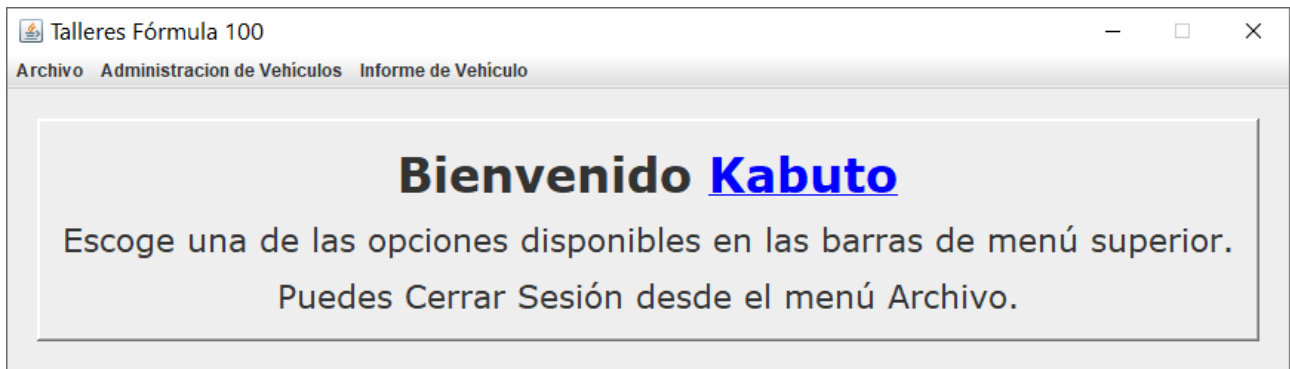 Talleres Fórmula 100
Archivo Administracion de Vehículos Informe de Vehículo
Bienvenido Kabuto
Escoge una de las opciones disponibles en las barras de menú superior.
Puedes Cerrar Sesión desde el menú Archivo.